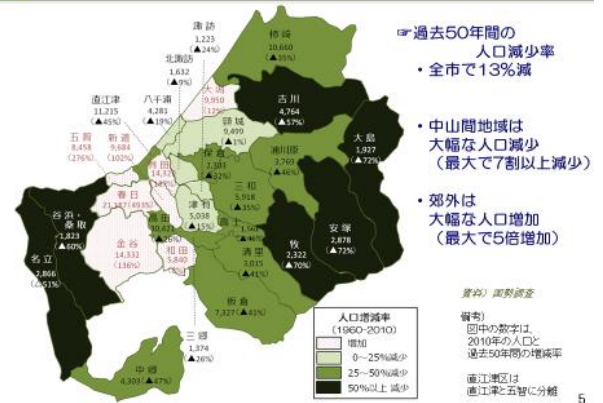 ☞過去50年間の
人口減少率
・全市で13%減
・中山間地域は
大幅な人口減少
(最大で7割以上減少)
・郊外は
大幅な人口増加
(最大で5倍増加)
諏訪
1,223
(▲24%)
北諏訪
1,632
(▲9%)
柿崎
10,660
(▲35%)
大潟
9,950
(12%)
直江津
11,215
(▲45%)
八千浦
4,281
(▲19%)
吉川
4,764
(▲57%)
頸城
9,499
(▲1%)
大島
1,927
(▲72%)
五智
8,458
(276%)
新道
9,684
(102%)
浦川原
3,769
(▲46%)
保倉
三和
5,918
(▲35%)
春日
(493%)
津有
5,038
(▲15%)
谷浜・
桑取
1,823
(▲60%)
高田
安塚
2,878
(▲72%)
牧
2,322
(▲70%)
金谷
14,332
(136%)
和田
5,840
清里
3,015
(▲41%)
名立
2,866
(▲51%)
板倉
7,327(▲41%)
三郷
1,374
(▲26%)
中郷
4,303(▲47%)
人口増減率
(1960-2010)
増加
0～25%減少
25～50%減少
50%以上 減少
資料)国勢調査
備考)
図中の数字は、
2010年の人口と
過去50年間の増減率
直江津区は
直江津と五智に分離
5